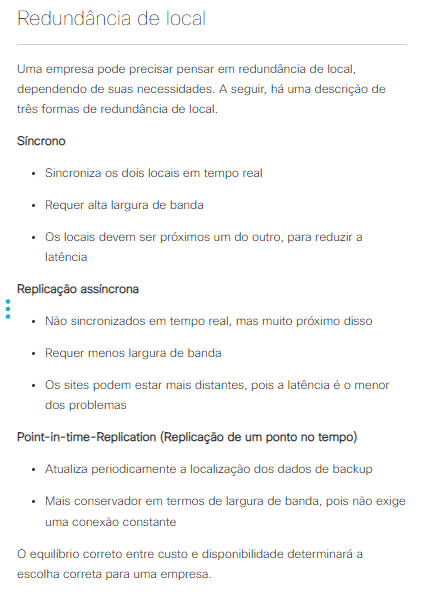 Redundância de local
Uma empresa pode precisar pensar em redundância de local,
dependendo de suas necessidades. A seguir, há uma descrição de
três formas de redundância de local.
Síncrono
• Sincroniza os dois locais em tempo real
• Requer alta largura de banda
• Os locais devem ser próximos um do outro, para reduzir a
latência
Replicação assíncrona
• Não sincronizados em tempo real, mas muito próximo disso
• Requer menos largura de banda
• Os sites podem estar mais distantes, pois a latência é o menor
dos problemas
Point-in-time-Replication (Replicação de um ponto no tempo)
• Atualiza periodicamente a localização dos dados de backup
• Mais conservador em termos de largura de banda, pois não exige
uma conexão constante
O equilíbrio correto entre custo e disponibilidade determinará a
escolha correta para uma empresa.